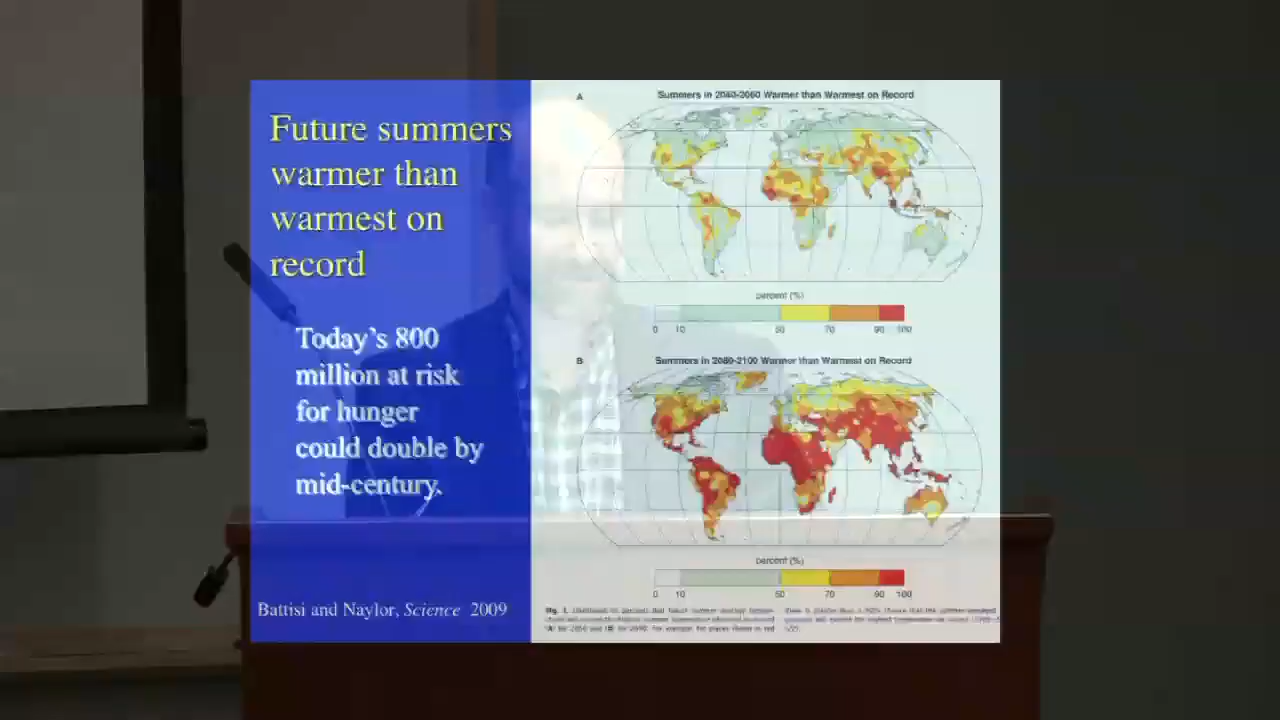 Future summers
warmer than
warmest on
record
Today's 800
million at risk
for hunger
could double by
mid-century.
Battisi and Naylor, Science 2009
A
Summers in 2040-2060 Warmer than Warmest on Record
percent (%)
0 10 50 70 90 100
B
Summers in 2080-2100 Warmer than Warmest on Record
percent (%)
0 10 50 70 90 100